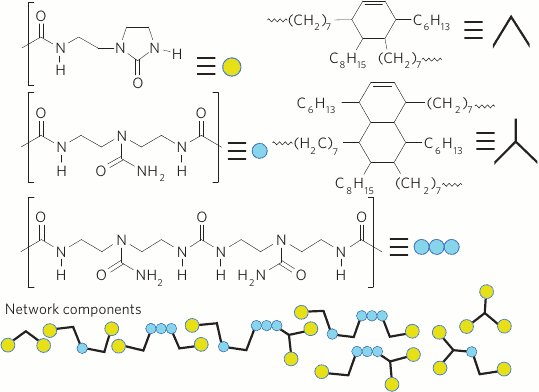 O
N
H
N
N
H
O
≡
(CH₂)₇
C₆H₁₃
C₈H₁₅
(CH₂)₇
≡
O
N
H
N
O
NH₂
N
H
O
≡
C₆H₁₃
(CH₂)₇
(H₂C)₇
C₆H₁₃
C₈H₁₅
(CH₂)₇
≡
O
N
H
N
O
NH₂
N
H
O
N
H
N
H₂N
O
N
H
O
≡
Network components